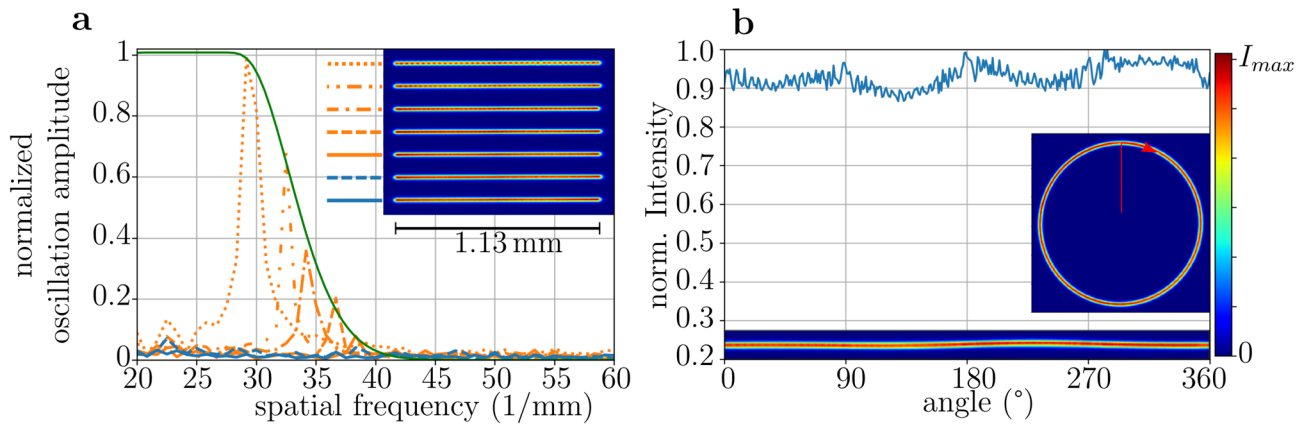 a
normalized
oscillation amplitude
1
0.8
0.6
0.4
0.2
0
20 25 30 35 40 45 50 55 60
spatial frequency (1/mm)
1.13 mm
b
norm. Intensity
1.0
0.9
0.8
0.7
0.6
0.5
0.4
0.3
0.2
0 90 180 270 360
angle (°)
Imax
0